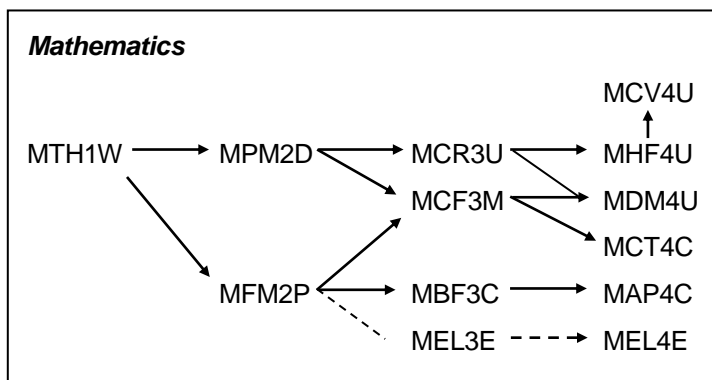 Mathematics
MCV4U
MTH1W MPM2D MCR3U MHF4U
MCF3M MDM4U
MCT4C
MFM2P MBF3C MAP4C
MEL3E MEL4E